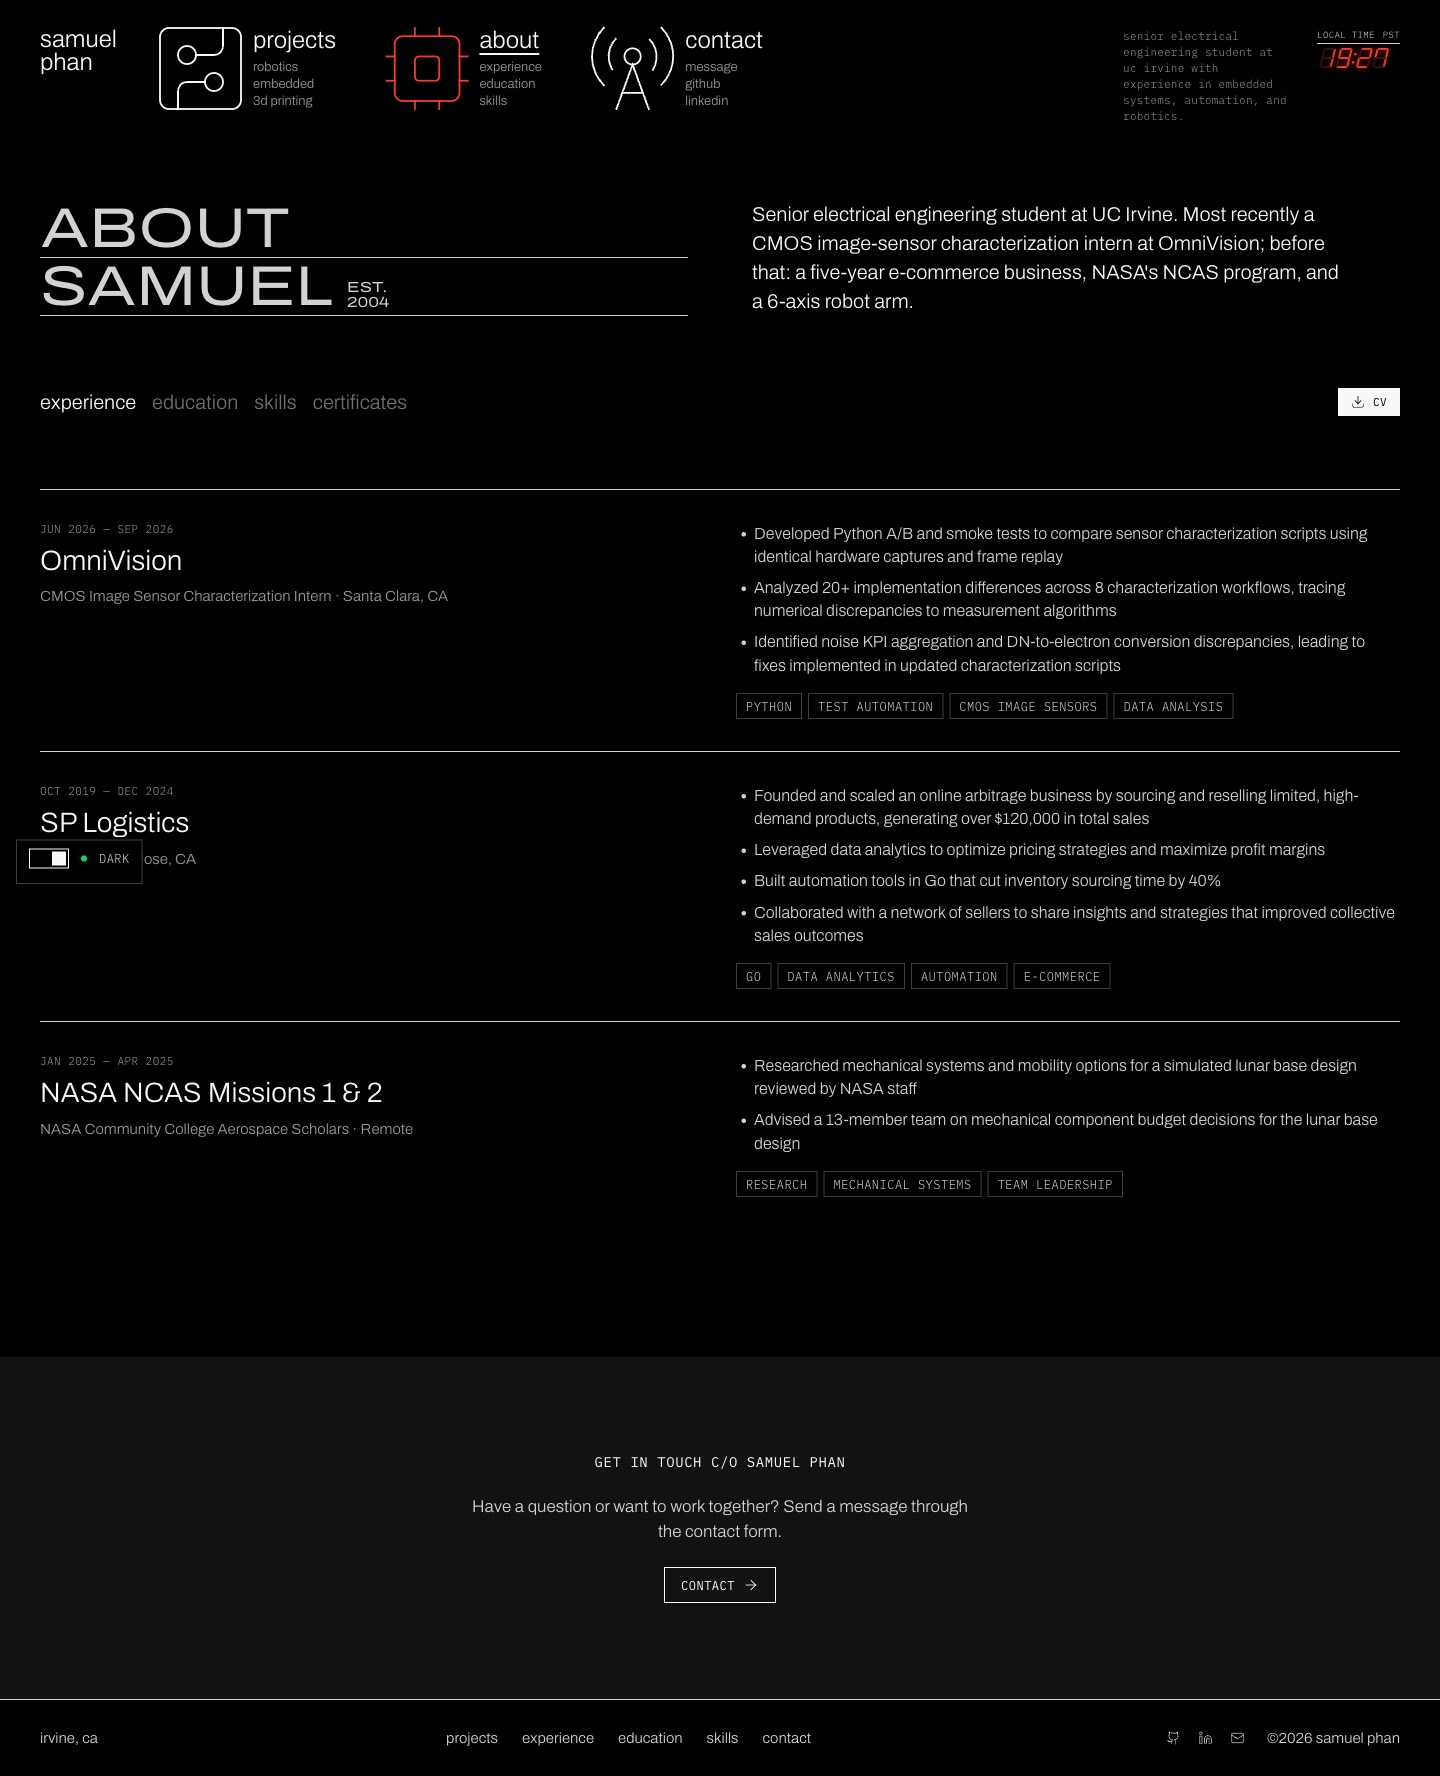 samuel
phan
projects
robotics
embedded
3d printing
about
experience
education
skills
contact
message
github
linkedin
senior electrical
engineering student at
uc irvine with
experience in embedded
systems, automation, and
robotics.
LOCAL TIME PST
19:27
ABOUT
SAMUEL EST.
2004
Senior electrical engineering student at UC Irvine. Most recently a
CMOS image-sensor characterization intern at OmniVision; before
that: a five-year e-commerce business, NASA's NCAS program, and
a 6-axis robot arm.
experience education skills certificates
CV
JUN 2026 — SEP 2026
OmniVision
CMOS Image Sensor Characterization Intern · Santa Clara, CA
• Developed Python A/B and smoke tests to compare sensor characterization scripts using
identical hardware captures and frame replay
• Analyzed 20+ implementation differences across 8 characterization workflows, tracing
numerical discrepancies to measurement algorithms
• Identified noise KPI aggregation and DN-to-electron conversion discrepancies, leading to
fixes implemented in updated characterization scripts
PYTHON TEST AUTOMATION CMOS IMAGE SENSORS DATA ANALYSIS
OCT 2019 — DEC 2024
SP Logistics
DARK
ose, CA
• Founded and scaled an online arbitrage business by sourcing and reselling limited, high-
demand products, generating over $120,000 in total sales
• Leveraged data analytics to optimize pricing strategies and maximize profit margins
• Built automation tools in Go that cut inventory sourcing time by 40%
• Collaborated with a network of sellers to share insights and strategies that improved collective
sales outcomes
GO DATA ANALYTICS AUTOMATION E-COMMERCE
JAN 2025 — APR 2025
NASA NCAS Missions 1 & 2
NASA Community College Aerospace Scholars · Remote
• Researched mechanical systems and mobility options for a simulated lunar base design
reviewed by NASA staff
• Advised a 13-member team on mechanical component budget decisions for the lunar base
design
RESEARCH MECHANICAL SYSTEMS TEAM LEADERSHIP
GET IN TOUCH C/O SAMUEL PHAN
Have a question or want to work together? Send a message through
the contact form.
CONTACT →
irvine, ca
projects experience education skills contact
©2026 samuel phan